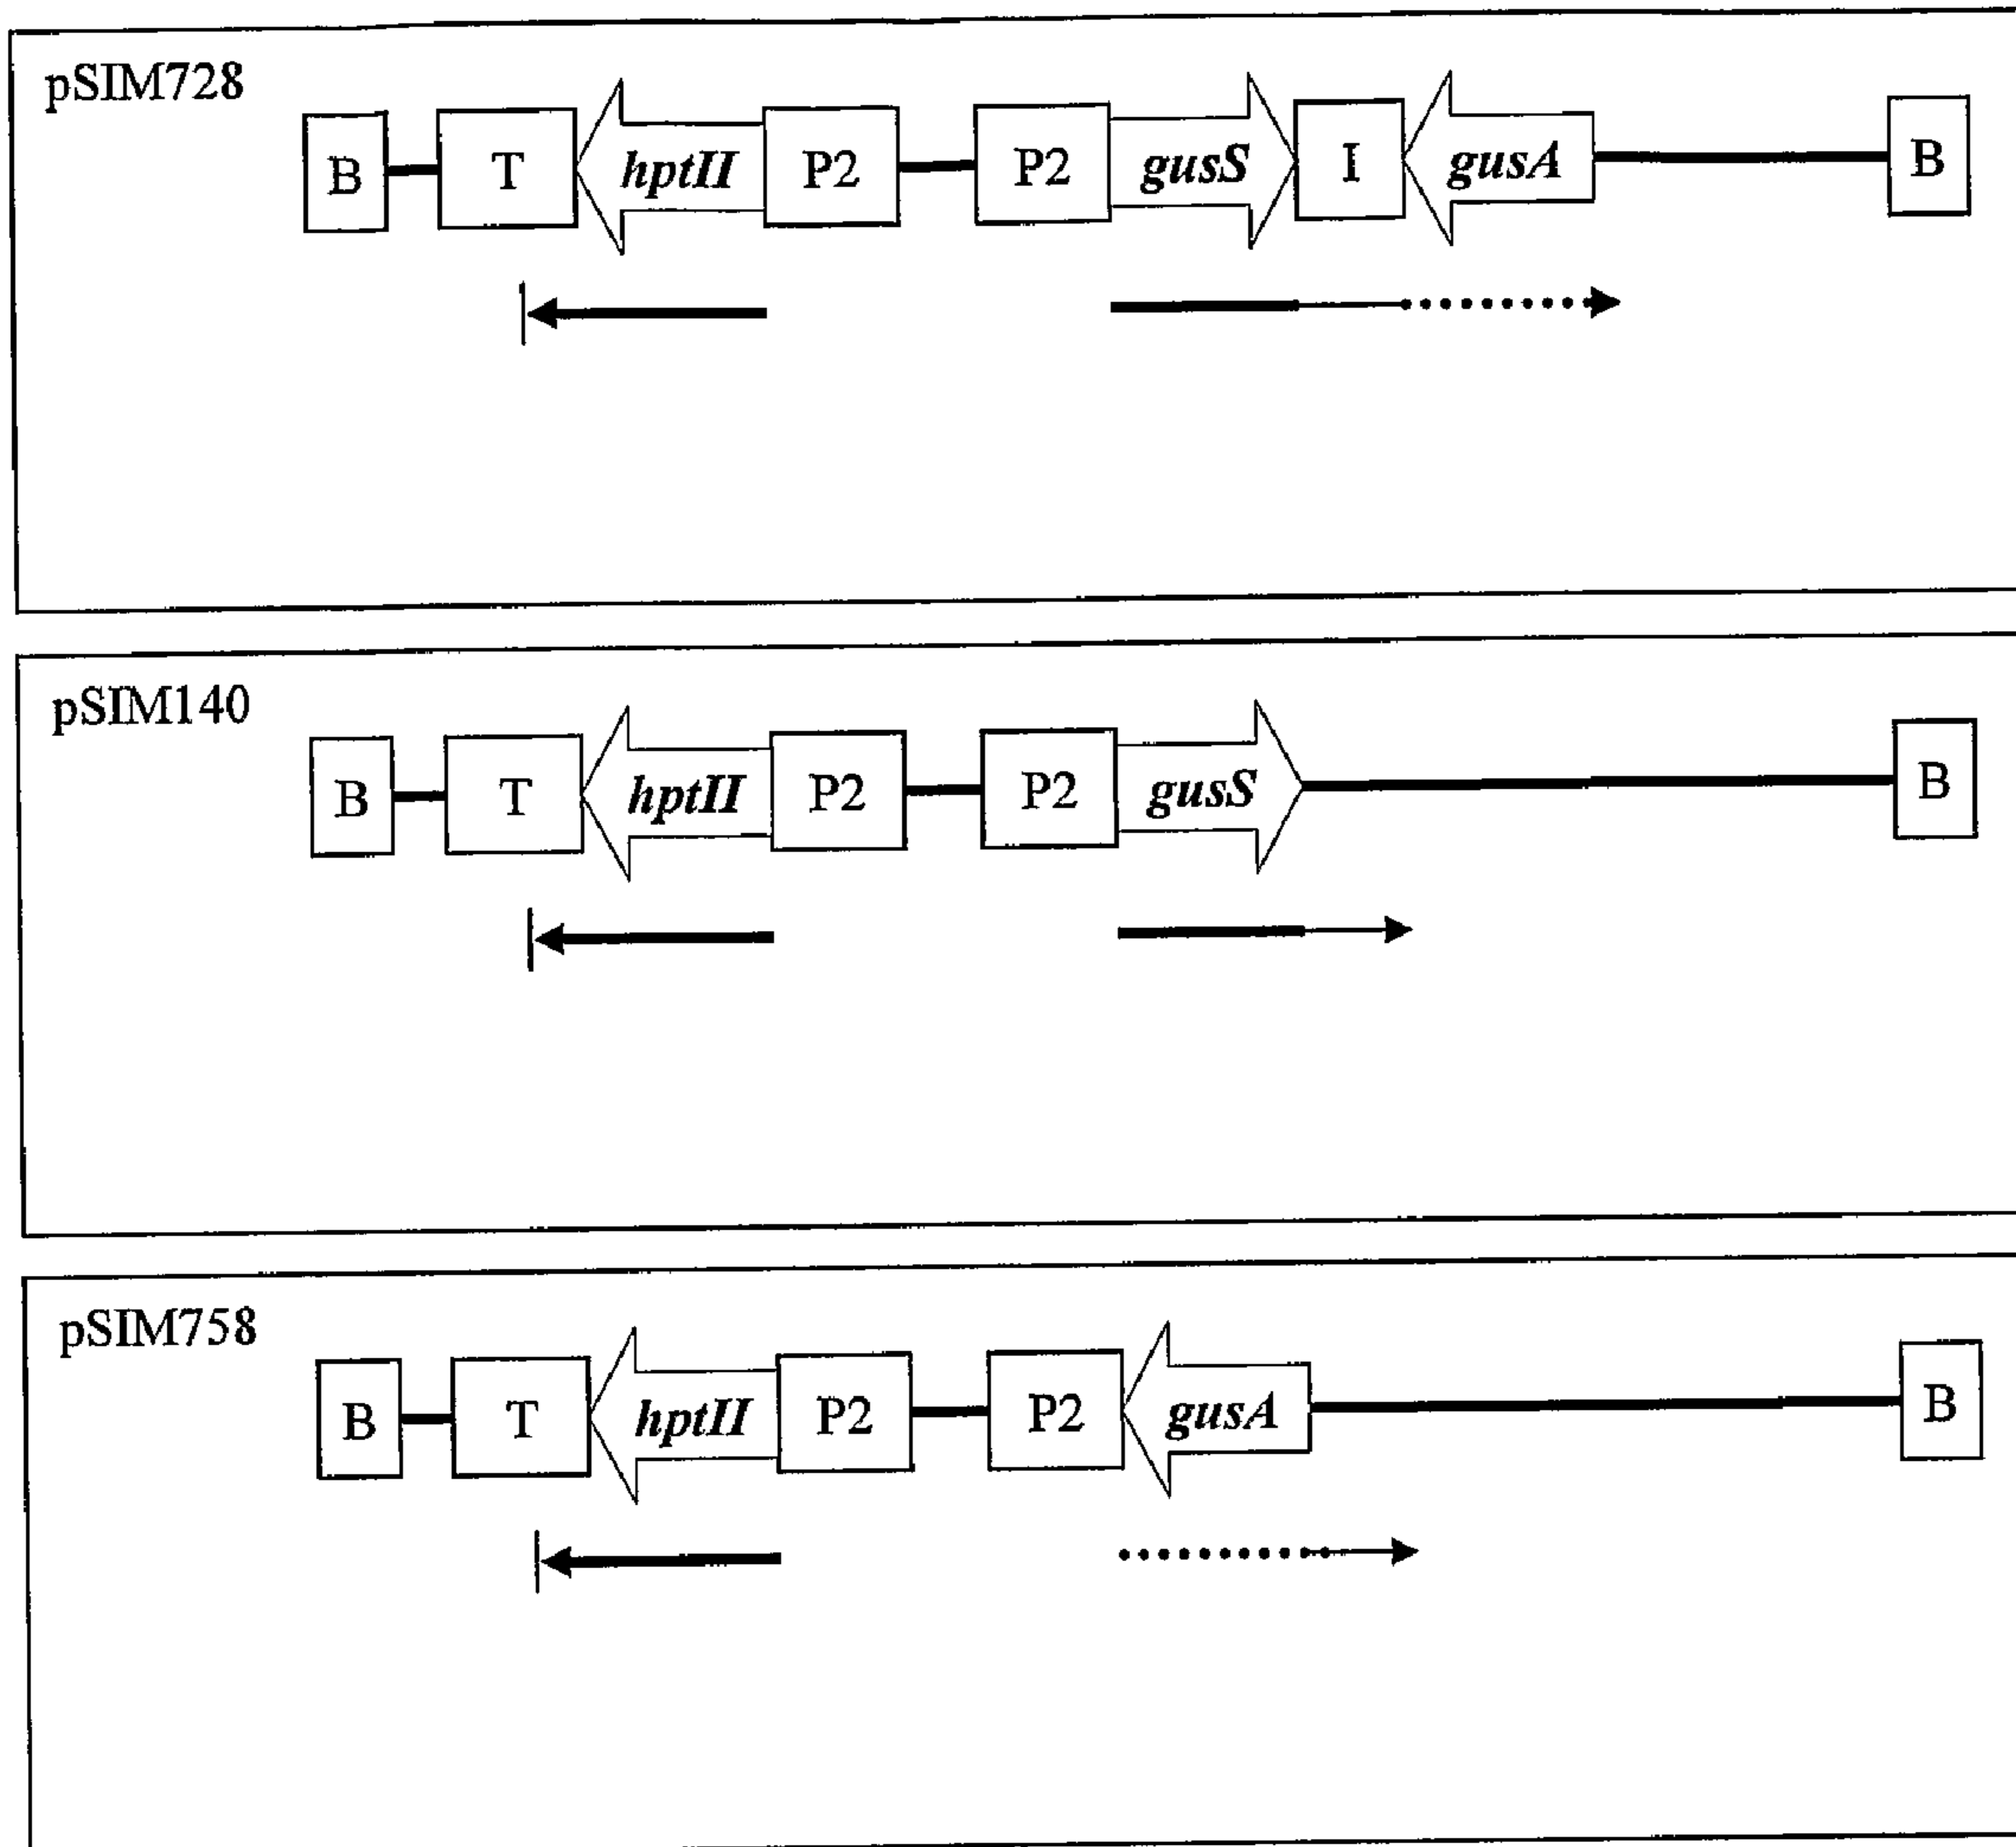 pSIM728
B T hptII P2 P2 gusS I gusA B
pSIM140
B T hptII P2 P2 gusS B
pSIM758
B T hptII P2 P2 gusA B